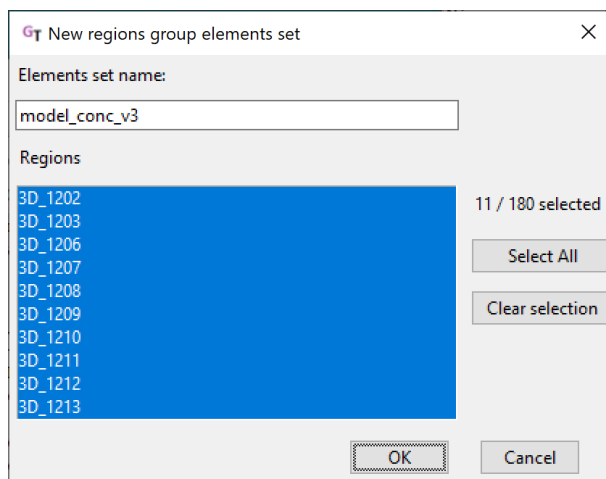 GT New regions group elements set
Elements set name:
model_conc_v3
Regions
3D_1202
3D_1203
3D_1206
3D_1207
3D_1208
3D_1209
3D_1210
3D_1211
3D_1212
3D_1213
11 / 180 selected
Select All
Clear selection
OK
Cancel